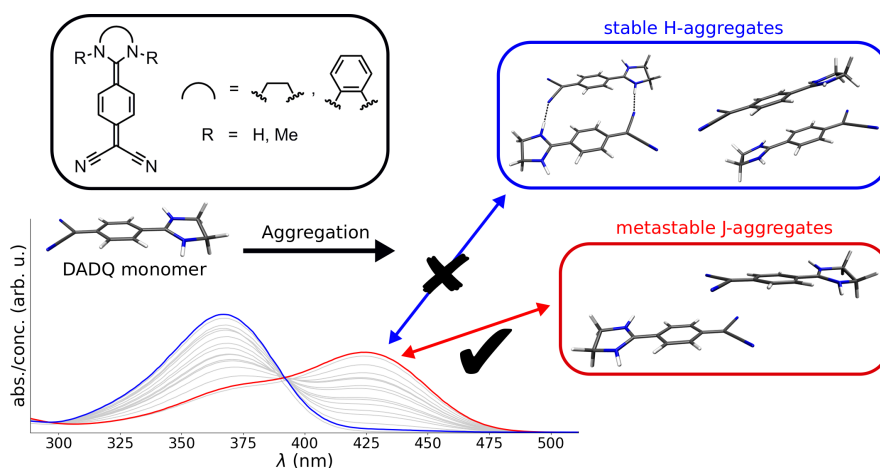 stable H-aggregates
R
N
N
R
=
,
R = H, Me
N
N
metastable J-aggregates
Aggregation
DADQ monomer
abs./conc. (arb. u.)
300 325 350 375 400 425 450 475 500
λ (nm)